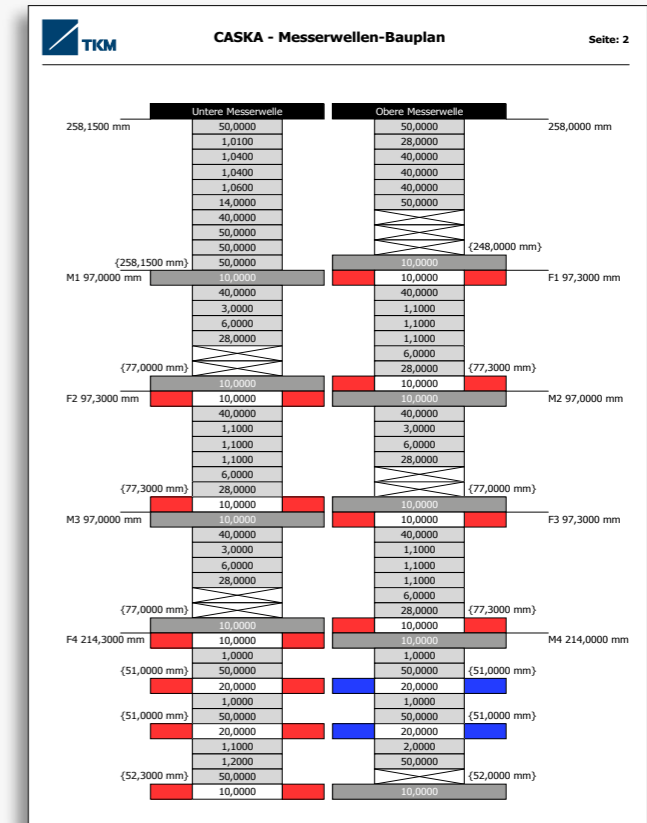 TKM
CASKA - Messerwellen-Bauplan
Seite: 2
Untere Messerwelle Obere Messerwelle
258,1500 mm 50,0000 50,0000 258,0000 mm
1,0100 28,0000
1,0400 40,0000
1,0400 40,0000
1,0600 40,0000
14,0000 50,0000
40,0000
50,0000
50,0000 {248,0000 mm}
{258,1500 mm} 50,0000 10,0000
M1 97,0000 mm 10,0000 10,0000 F1 97,3000 mm
40,0000 40,0000
3,0000 1,1000
6,0000 1,1000
28,0000 1,1000
6,0000
{77,0000 mm} 28,0000 {77,3000 mm}
10,0000 10,0000
F2 97,3000 mm 10,0000 10,0000 M2 97,0000 mm
40,0000 40,0000
1,1000 3,0000
1,1000 6,0000
1,1000 28,0000
6,0000
{77,3000 mm} 28,0000 {77,0000 mm}
10,0000 10,0000
M3 97,0000 mm 10,0000 10,0000 F3 97,3000 mm
40,0000 40,0000
3,0000 1,1000
6,0000 1,1000
28,0000 1,1000
6,0000
{77,0000 mm} 28,0000 {77,3000 mm}
10,0000 10,0000
F4 214,3000 mm 10,0000 10,0000 M4 214,0000 mm
1,0000 1,0000
{51,0000 mm} 50,0000 50,0000 {51,0000 mm}
20,0000 20,0000
1,0000 1,0000
{51,0000 mm} 50,0000 50,0000 {51,0000 mm}
20,0000 20,0000
1,1000 2,0000
1,2000 50,0000
{52,3000 mm} 50,0000 {52,0000 mm}
10,0000 10,0000